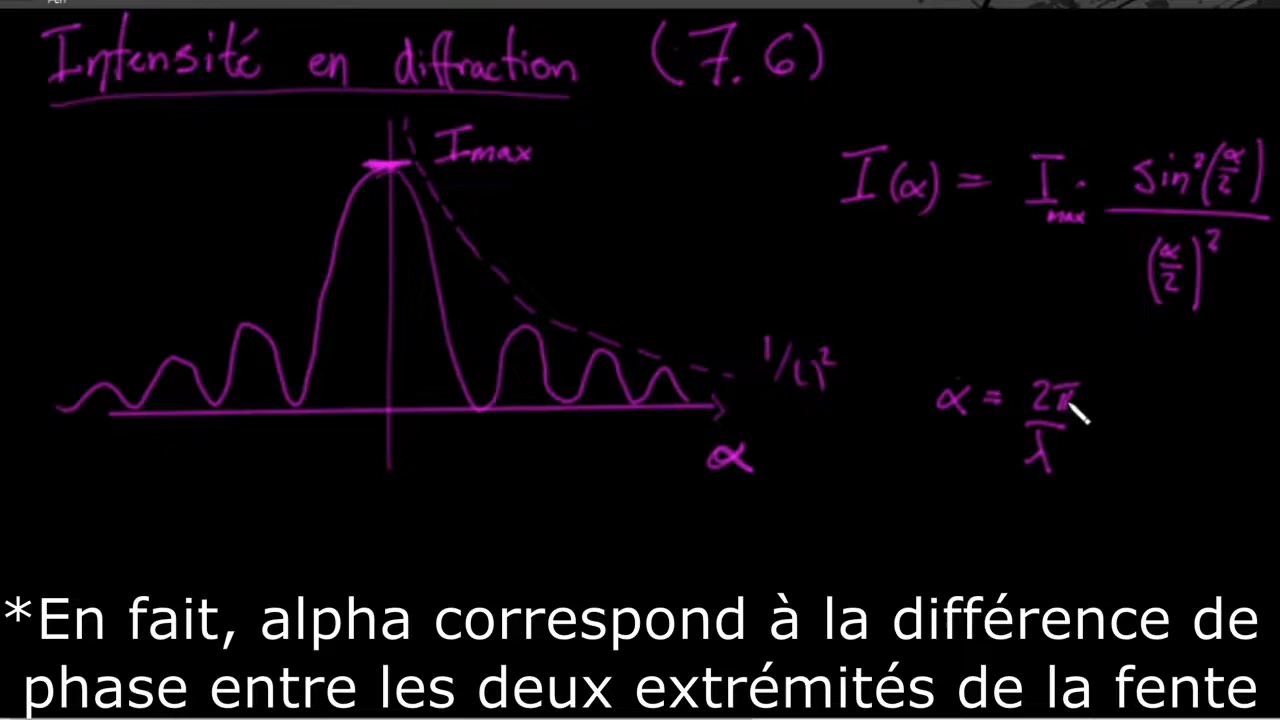 Intensité en diffraction (7.6)
Imax
I(α) = Imax · sin²(α/2) / (α/2)²
1/( )²
α = 2π/λ
α
*En fait, alpha correspond à la différence de
phase entre les deux extrémités de la fente